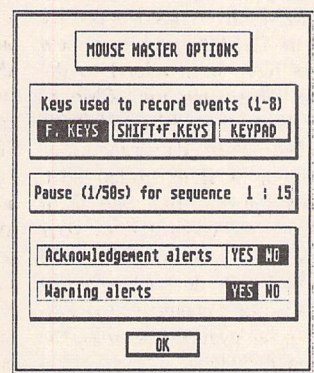 MOUSE MASTER OPTIONS
Keys used to record events (1-8)
F. KEYS SHIFT+F.KEYS KEYPAD
Pause (1/50s) for sequence 1 : 15
Acknowledgement alerts YES NO
Warning alerts YES NO
OK